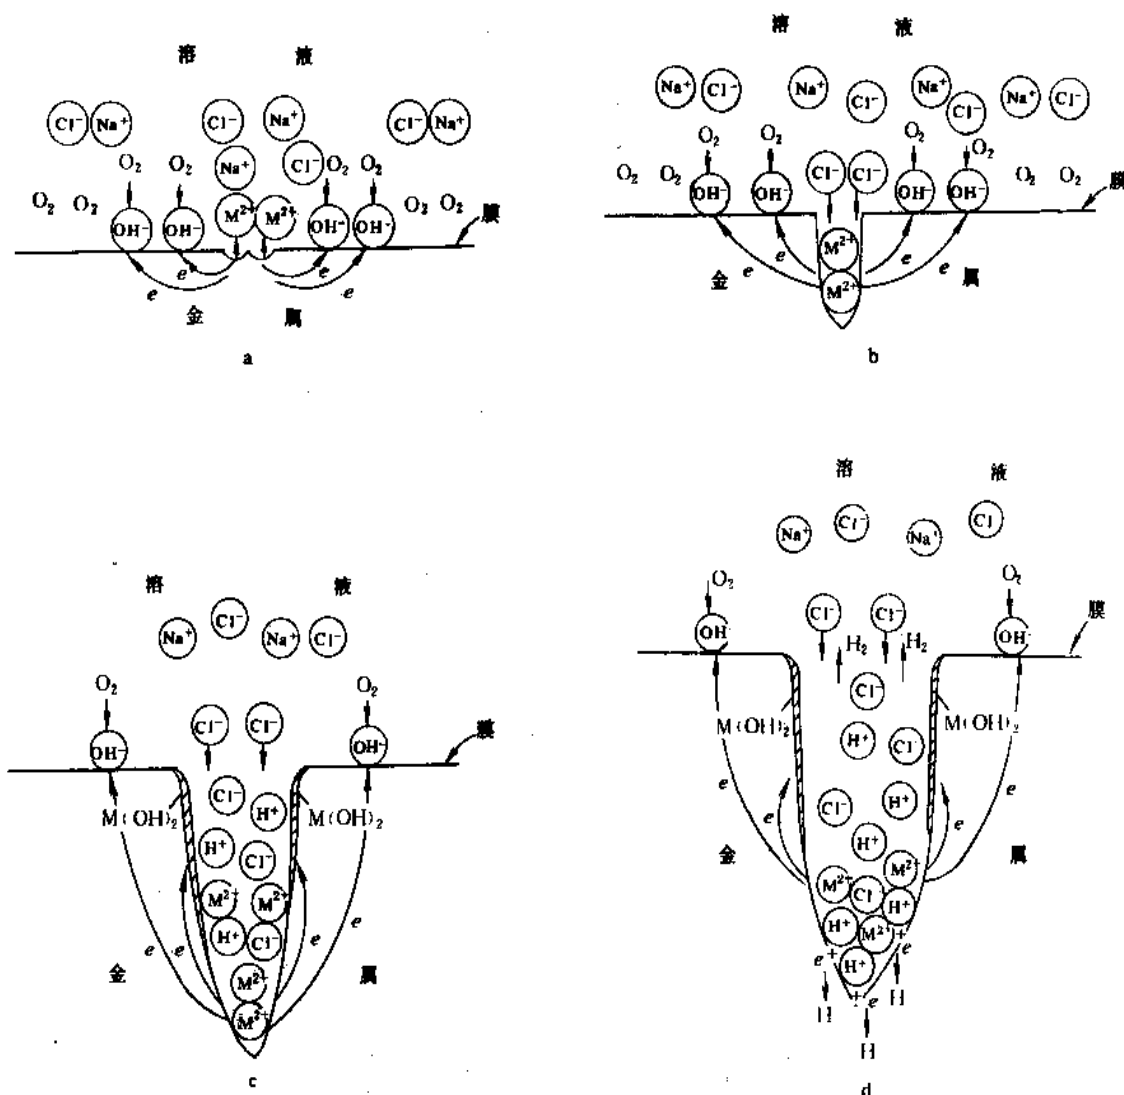 溶 液
Cl⁻ Na⁺ Cl⁻ Na⁺ Cl⁻ Na⁺
O₂ O₂ Na⁺ Cl⁻ O₂ O₂
O₂ O₂ OH⁻ OH⁻ M²⁺ M²⁺ OH⁻ OH⁻ O₂ O₂ 膜
e e e e
金 属
a
溶 液
Na⁺ Cl⁻ Na⁺ Cl⁻ Na⁺ Cl⁻ Na⁺ Cl⁻
O₂ O₂ O₂ O₂
O₂ O₂ OH⁻ OH⁻ Cl⁻ Cl⁻ OH⁻ OH⁻ O₂ O₂ 膜
M²⁺
金 e e e e 属
M²⁺
b
溶 液
Na⁺ Cl⁻ Na⁺ Cl⁻
O₂ O₂
OH⁻ Cl⁻ Cl⁻ OH⁻ 膜
Cl⁻
M(OH)₂ H⁺ M(OH)₂
H⁺ Cl⁻
M²⁺ M²⁺
e e H⁺ Cl⁻ e e
金 M²⁺ 属
M²⁺
c
溶 液
Na⁺ Cl⁻ Na⁺ Cl
O₂ O₂
OH Cl⁻ Cl⁻ OH 膜
H₂ H₂
Cl⁻
M(OH)₂ H⁺ Cl M(OH)₂
e Cl⁻ H⁺ e
e H⁺ e
金 属
M²⁺ Cl M²⁺
H⁺ M²⁺ H⁺
e + H⁺ + e
+ e
H H
H
d